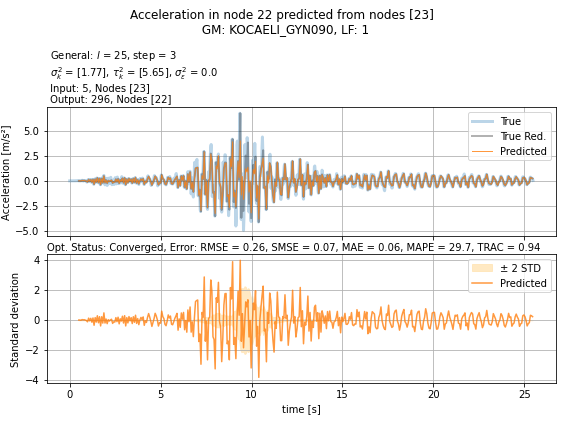 Acceleration in node 22 predicted from nodes [23]
GM: KOCAELI_GYN090, LF: 1
General: l = 25, step = 3
σ²ₖ = [1.77], τ²ₖ = [5.65], σ²ε = 0.0
Input: 5, Nodes [23]
Output: 296, Nodes [22]
Acceleration [m/s²]
5.0
2.5
0.0
−2.5
−5.0
True
True Red.
Predicted
Opt. Status: Converged, Error: RMSE = 0.26, SMSE = 0.07, MAE = 0.06, MAPE = 29.7, TRAC = 0.94
Standard deviation
4
2
0
−2
−4
± 2 STD
Predicted
0 5 10 15 20 25
time [s]